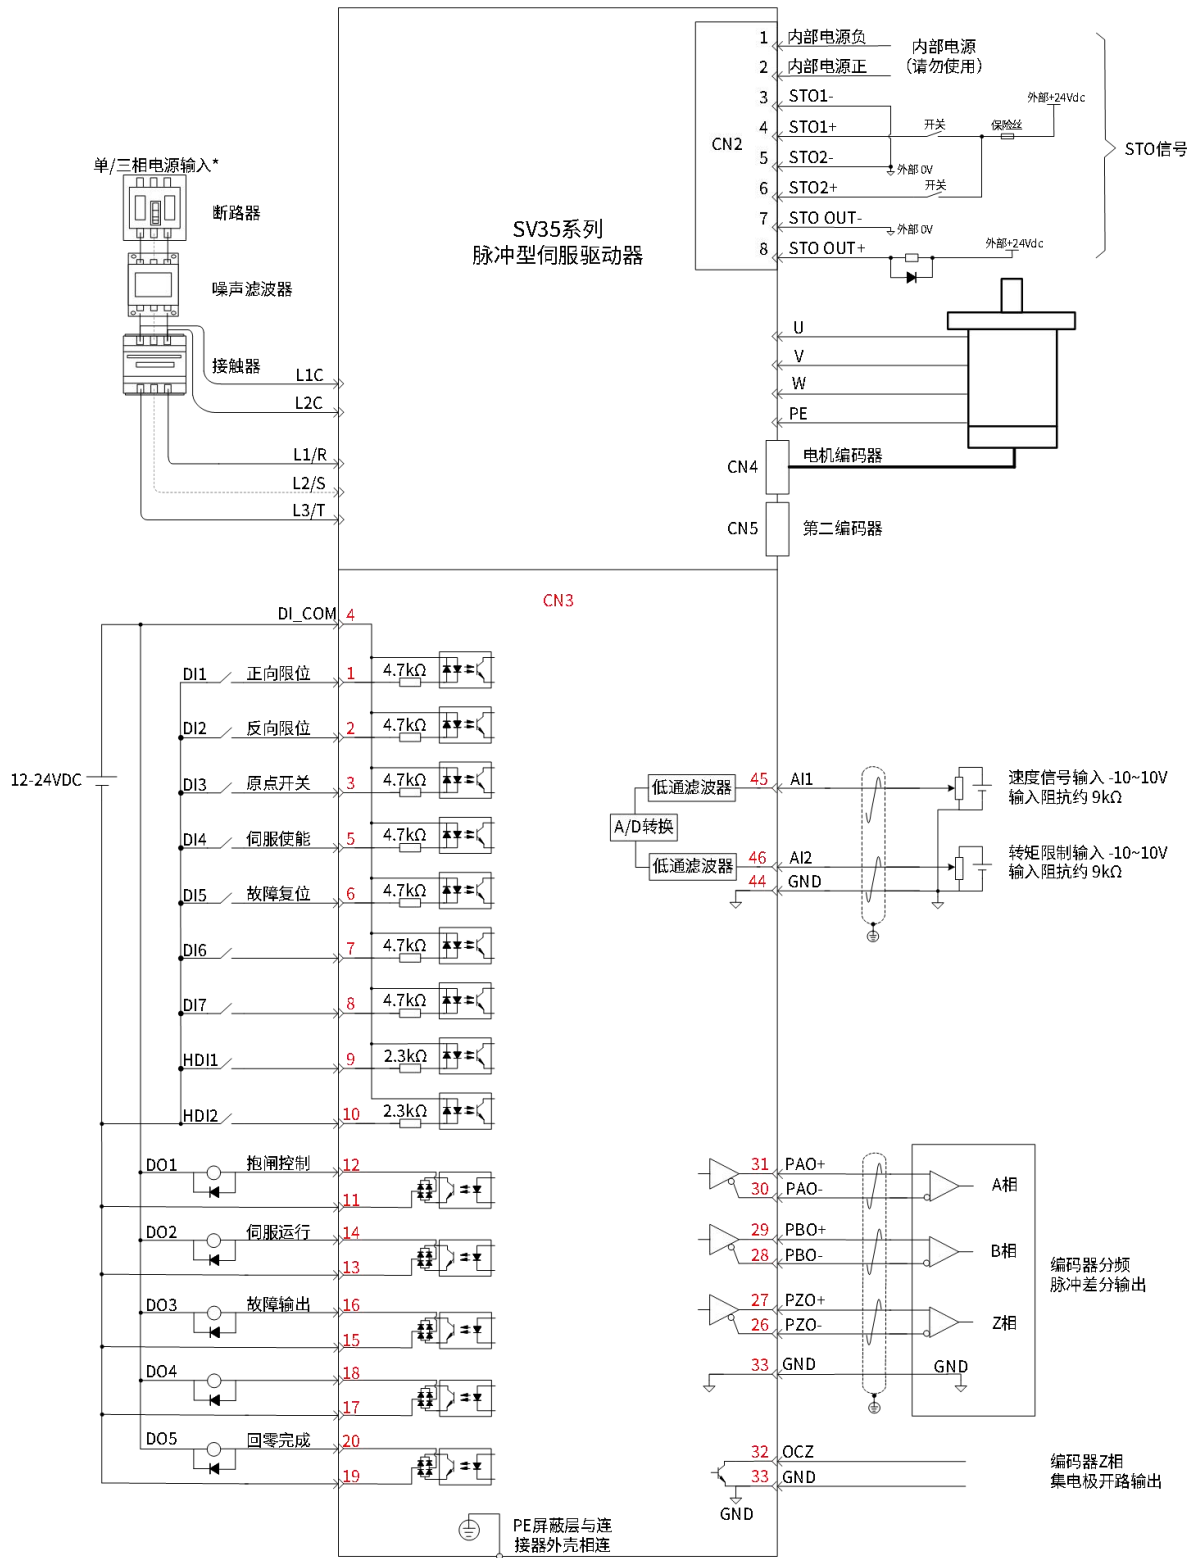 单/三相电源输入*
断路器
噪声滤波器
接触器
L1C
L2C
L1/R
L2/S
L3/T
SV35系列
脉冲型伺服驱动器
CN2
1 内部电源负
2 内部电源正
内部电源
（请勿使用）
3 STO1-
4 STO1+
开关
保险丝
外部+24Vdc
5 STO2-
外部 0V
6 STO2+
开关
7 STO OUT-
外部 0V
8 STO OUT+
外部+24Vdc
STO信号
U
V
W
PE
CN4
电机编码器
CN5
第二编码器
CN3
12-24VDC
DI_COM 4
DI1 正向限位 1 4.7kΩ
DI2 反向限位 2 4.7kΩ
DI3 原点开关 3 4.7kΩ
DI4 伺服使能 5 4.7kΩ
DI5 故障复位 6 4.7kΩ
DI6 7 4.7kΩ
DI7 8 4.7kΩ
HDI1 9 2.3kΩ
HDI2 10 2.3kΩ
DO1 抱闸控制 12
11
DO2 伺服运行 14
13
DO3 故障输出 16
15
DO4 18
17
DO5 回零完成 20
19
PE屏蔽层与连
接器外壳相连
低通滤波器 45 AI1
A/D转换
低通滤波器 46 AI2
44 GND
速度信号输入 -10~10V
输入阻抗约 9kΩ
转矩限制输入 -10~10V
输入阻抗约 9kΩ
31 PAO+
30 PAO-
A相
29 PBO+
28 PBO-
B相
27 PZO+
26 PZO-
Z相
33 GND
GND
编码器分频
脉冲差分输出
32 OCZ
33 GND
GND
编码器Z相
集电极开路输出